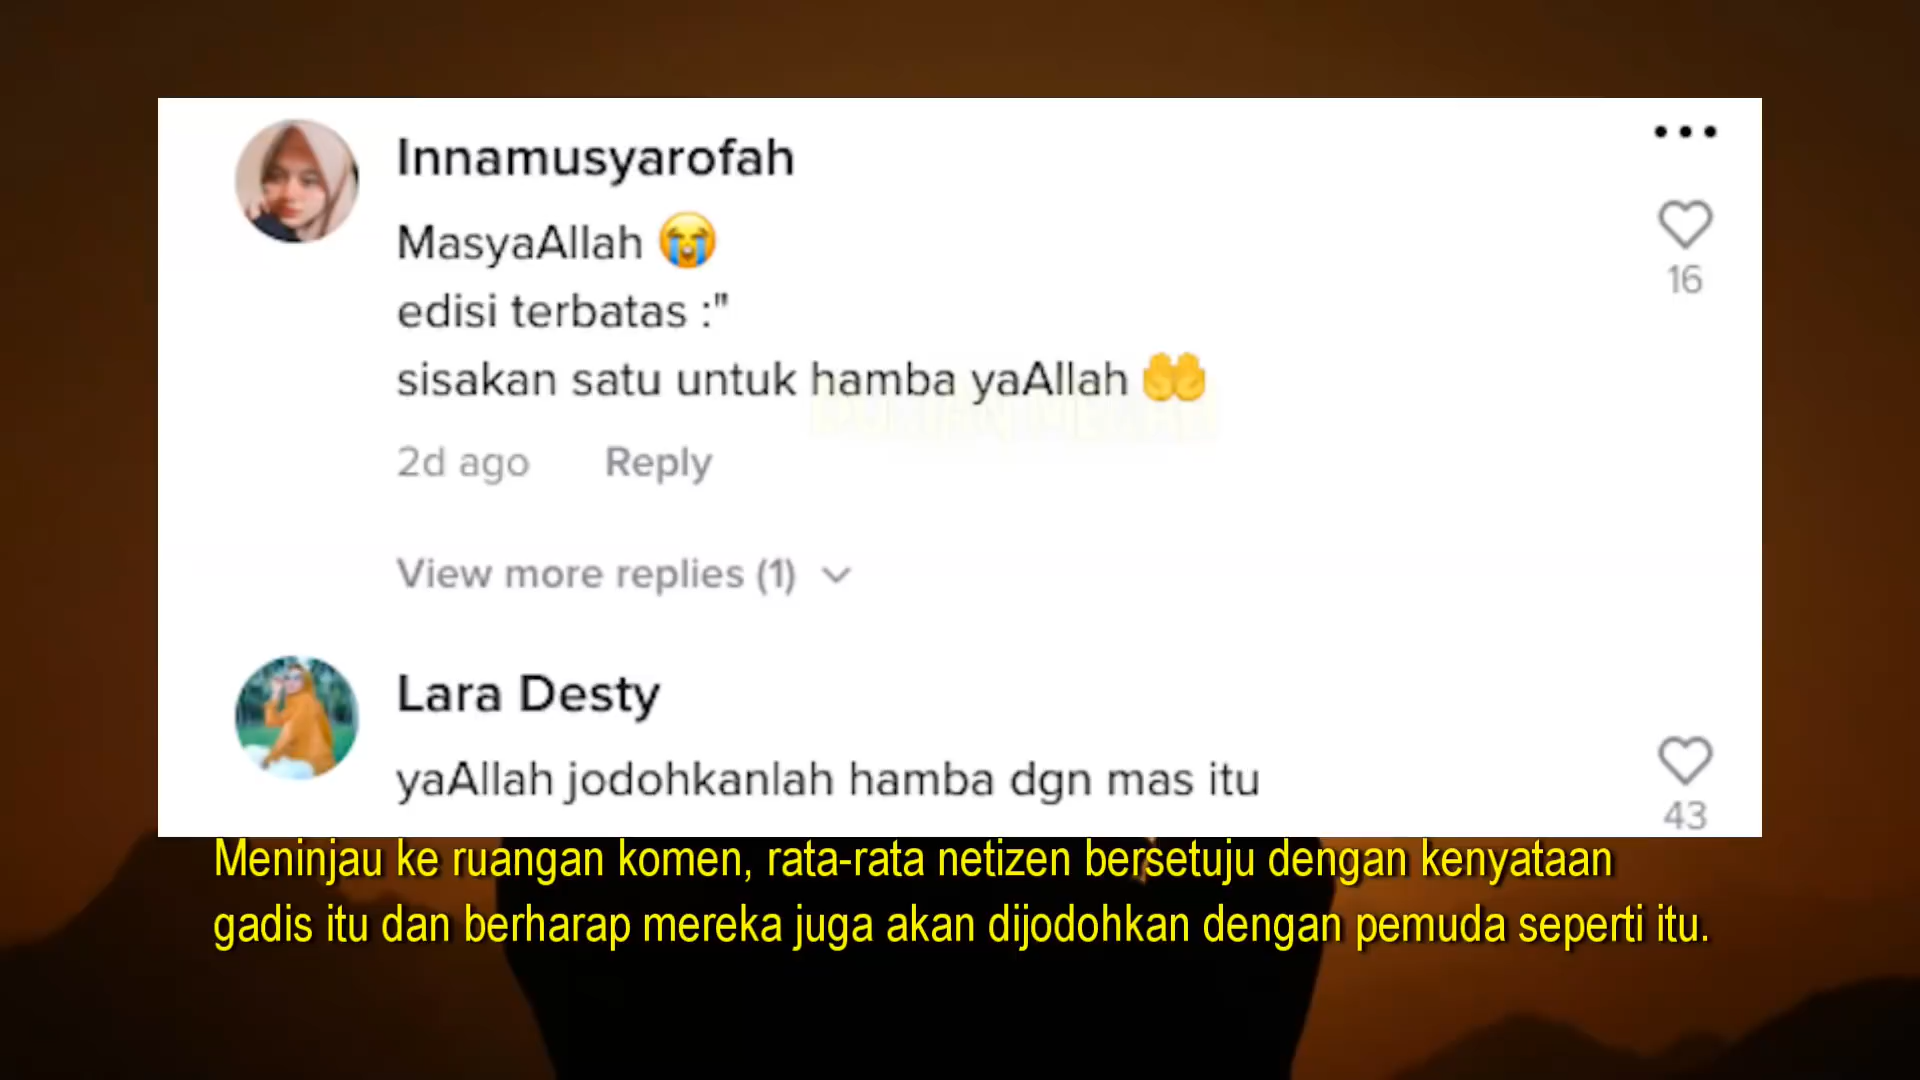 Innamusyarofah
MasyaAllah 😭
edisi terbatas :"
sisakan satu untuk hamba yaAllah 🤲
16
2d ago Reply
View more replies (1)
Lara Desty
yaAllah jodohkanlah hamba dgn mas itu
43
Meninjau ke ruangan komen, rata-rata netizen bersetuju dengan kenyataan
gadis itu dan berharap mereka juga akan dijodohkan dengan pemuda seperti itu.